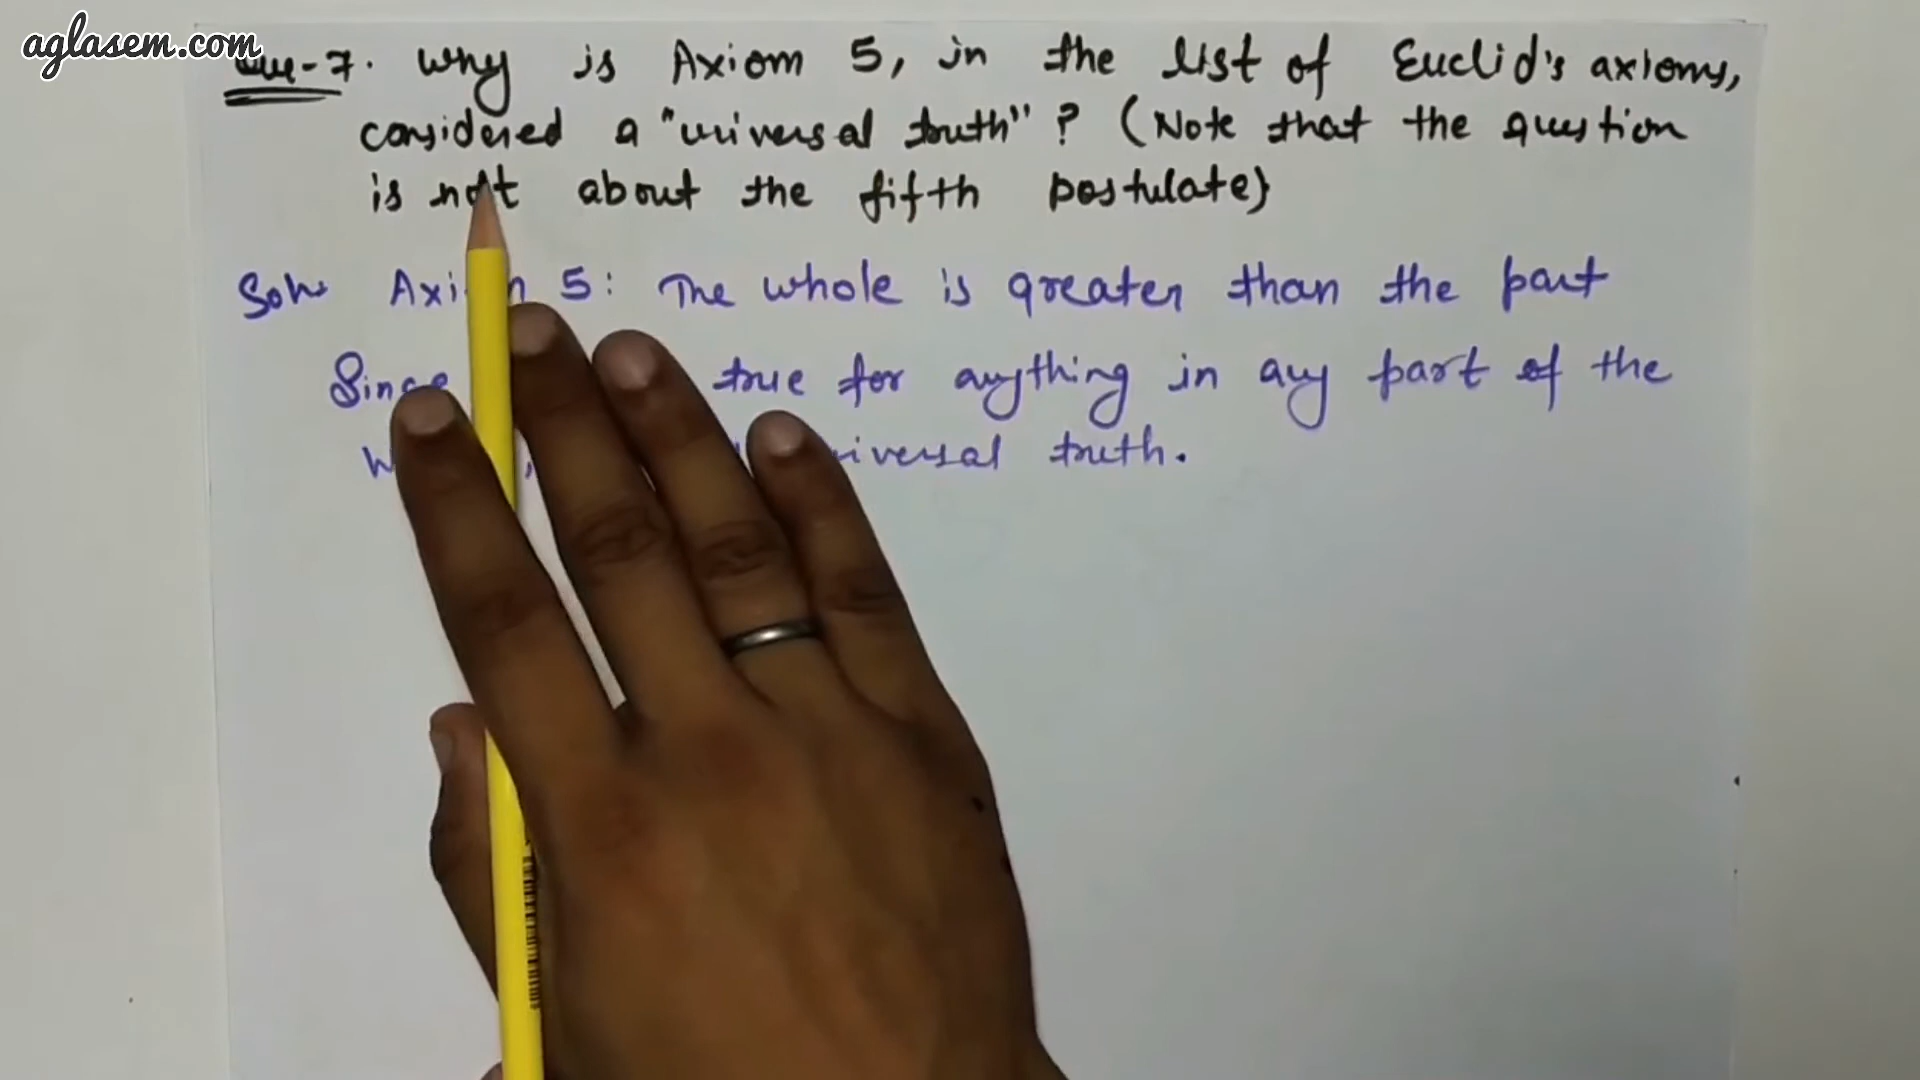 aglasem.com
Que-7. Why is Axiom 5, in the list of Euclid's axioms,
considered a "universal truth"? (Note that the question
is not about the fifth postulate)
Soln 5: The whole is greater than the part
true for anything in any part of the
truth.